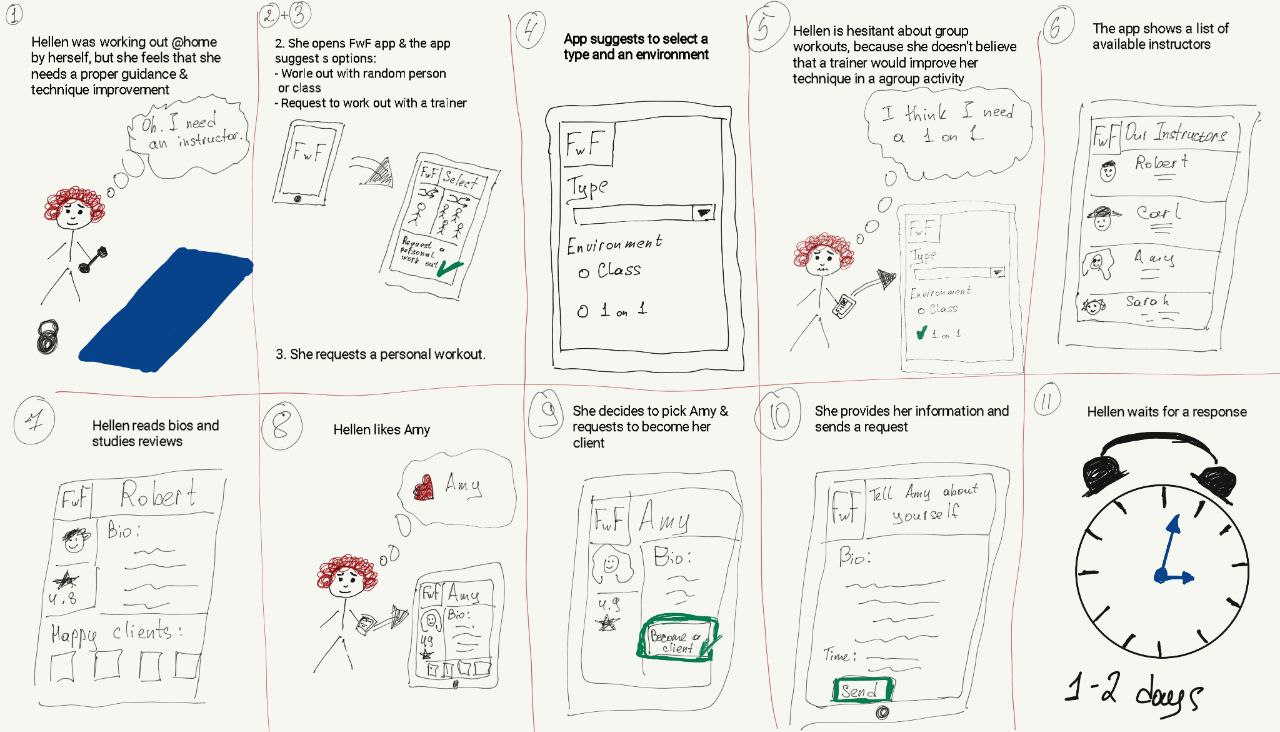 1
Hellen was working out @home
by herself, but she feels that she
needs a proper guidance &
technique improvement
Oh. I need
an instructor.
2+3
2. She opens FwF app & the app
suggest s options:
- Worle out with random person
or class
- Request to work out with a trainer
FwF
FwF Select
Request a
personal
work out
3. She requests a personal workout.
4
App suggests to select a
type and an environment
FwF
Type
Environment
Class
1 on 1
5
Hellen is hesitant about group
workouts, because she doesn't believe
that a trainer would improve her
technique in a agroup activity
I think I need
a 1 on 1
FwF
Type
Environment
Class
1 on 1
6
The app shows a list of
available instructors
FwF Our Instructors
Robert
Carl
Amy
Sarah
7
Hellen reads bios and
studies reviews
FwF Robert
Bio:
4.8
Happy clients:
8
Hellen likes Amy
Amy
FwF Amy
Bio:
4.9
9
She decides to pick Amy &
requests to become her
client
FwF Amy
Bio:
4.9
Become a
client
10
She provides her information and
sends a request
FwF Tell Amy about
yourself
Bio:
Time:
Send
11
Hellen waits for a response
1-2 days